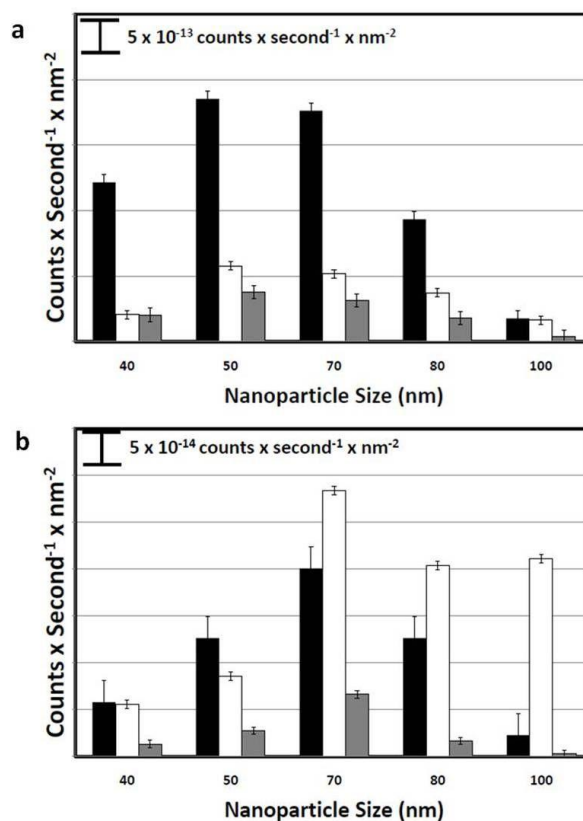 a
5 x 10⁻¹³ counts x second⁻¹ x nm⁻²
Counts x Second⁻¹ x nm⁻²
40 50 70 80 100
Nanoparticle Size (nm)
b
5 x 10⁻¹⁴ counts x second⁻¹ x nm⁻²
Counts x Second⁻¹ x nm⁻²
40 50 70 80 100
Nanoparticle Size (nm)